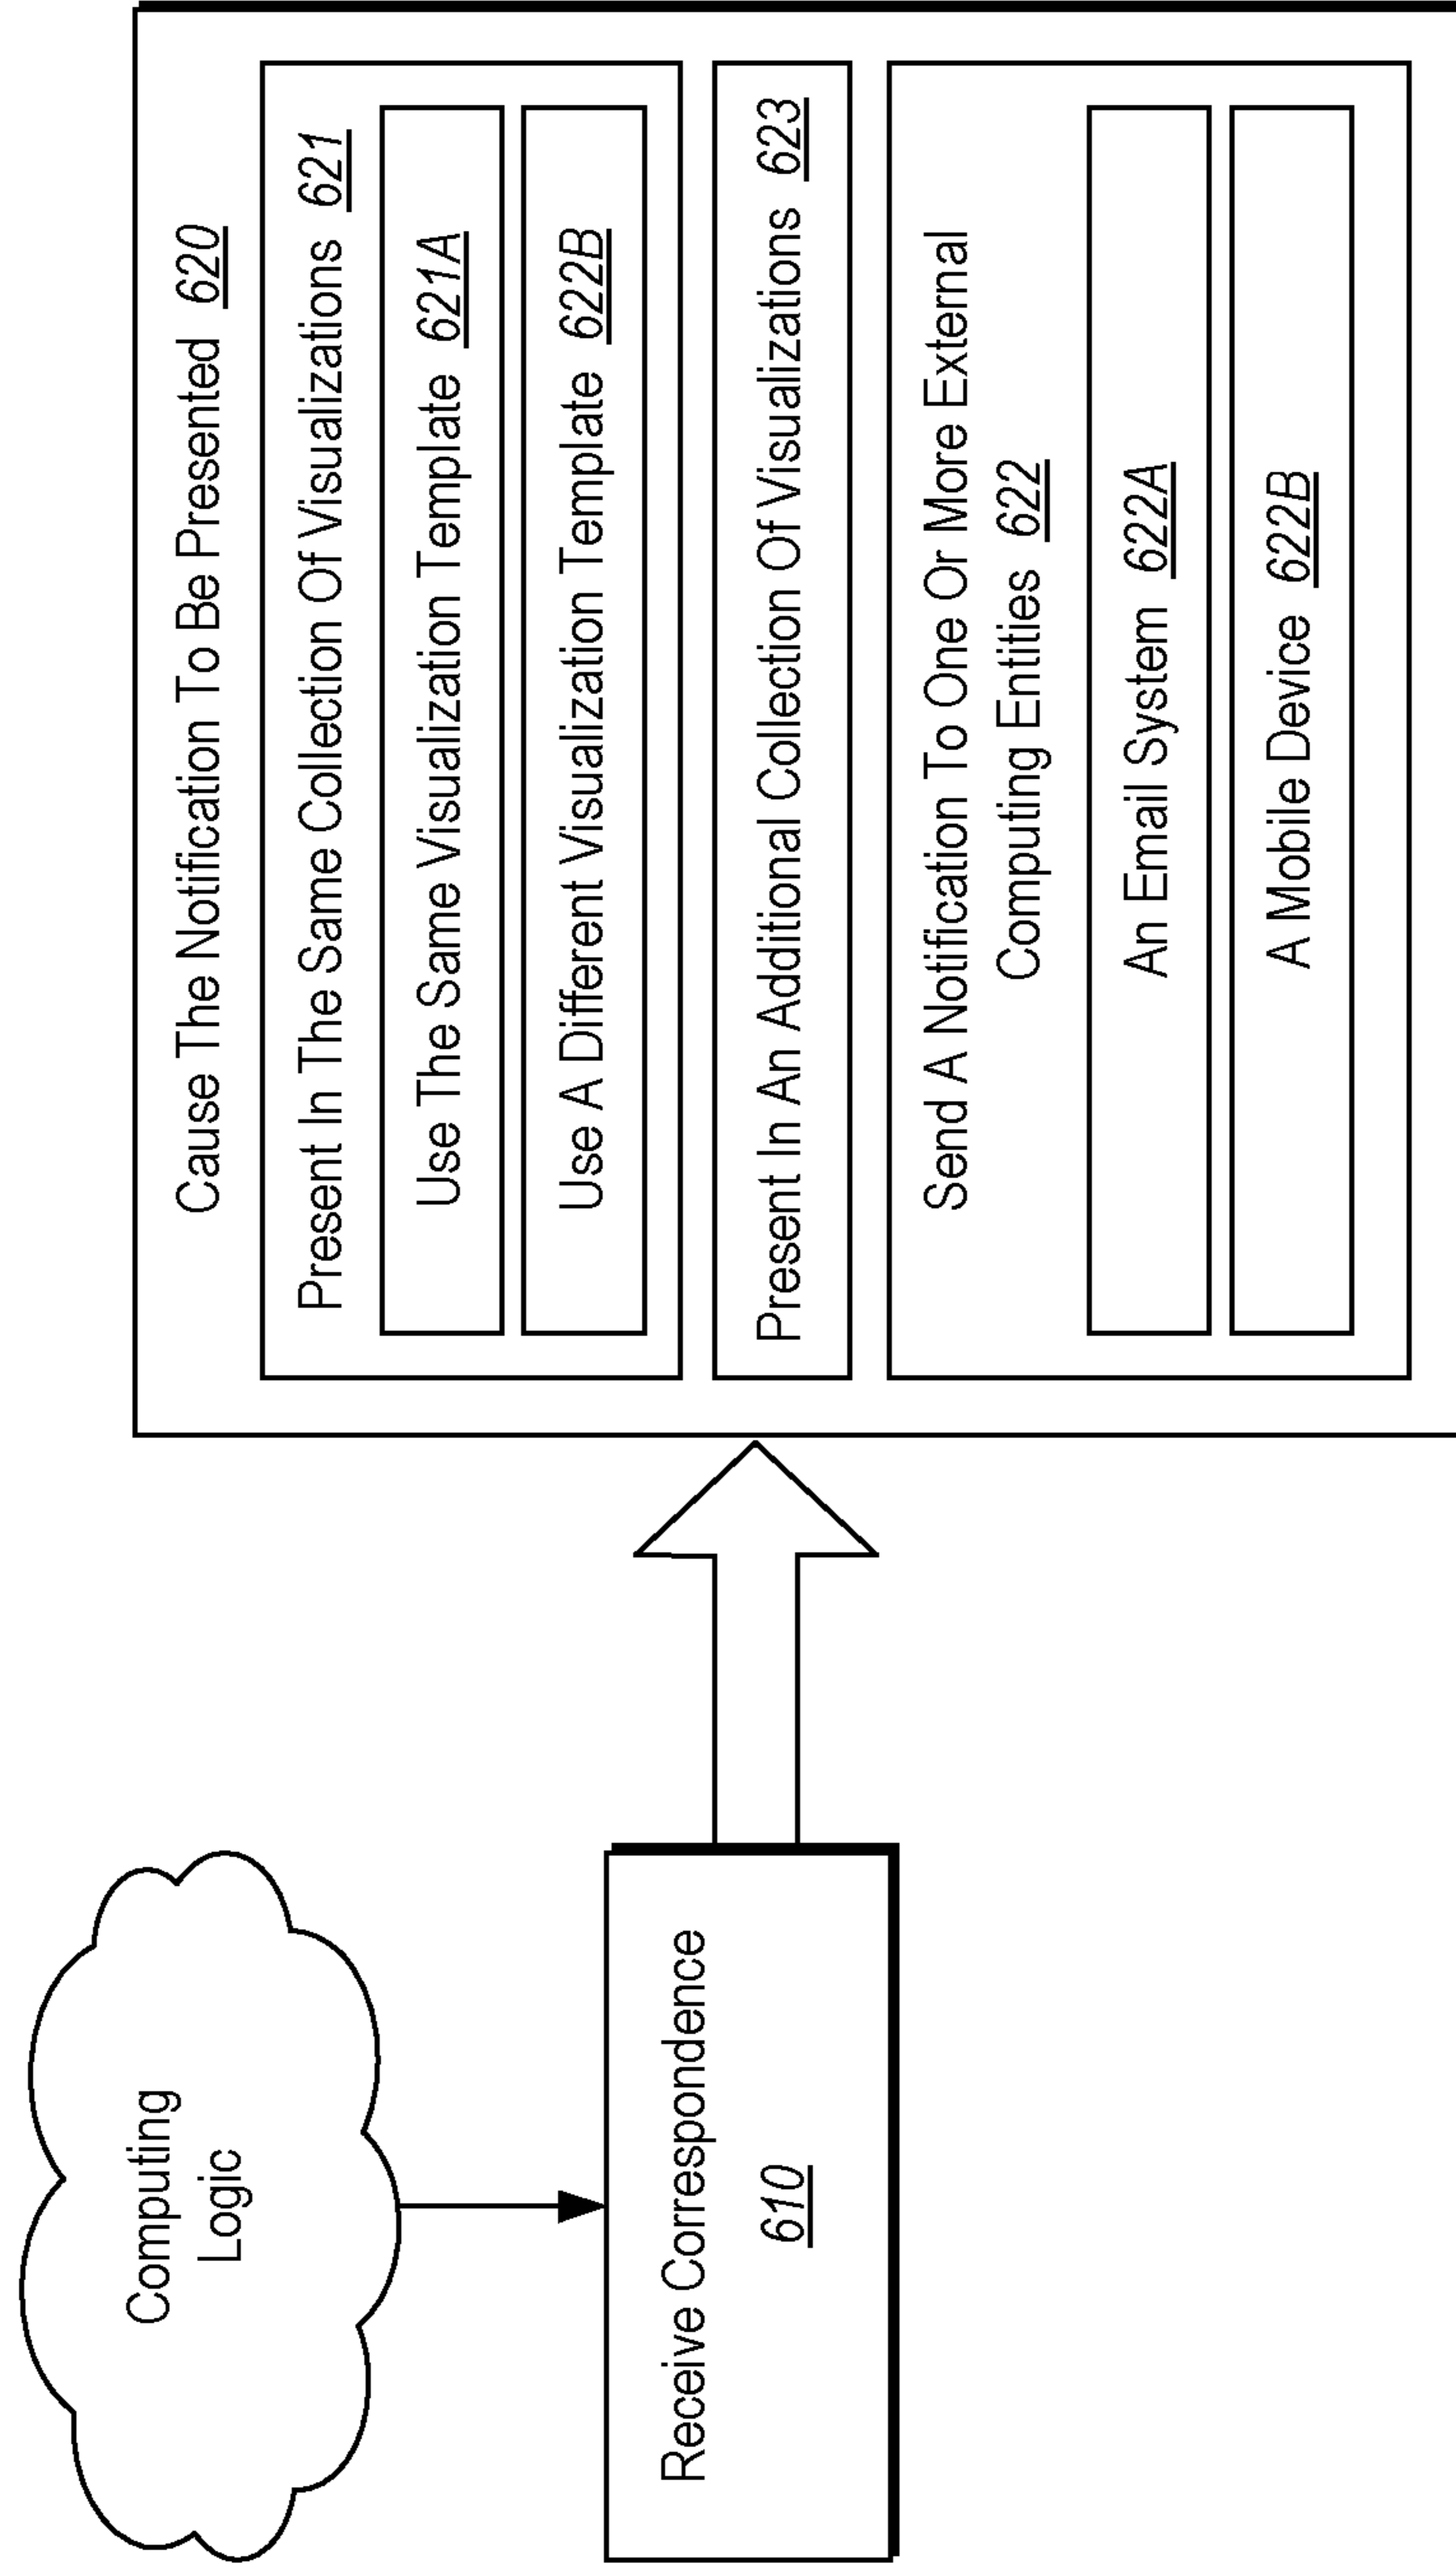 Computing
Logic
Receive Correspondence
610
Cause The Notification To Be Presented 620
Present In The Same Collection Of Visualizations 621
Use The Same Visualization Template 621A
Use A Different Visualization Template 622B
Present In An Additional Collection Of Visualizations 623
Send A Notification To One Or More External
Computing Entities 622
An Email System 622A
A Mobile Device 622B